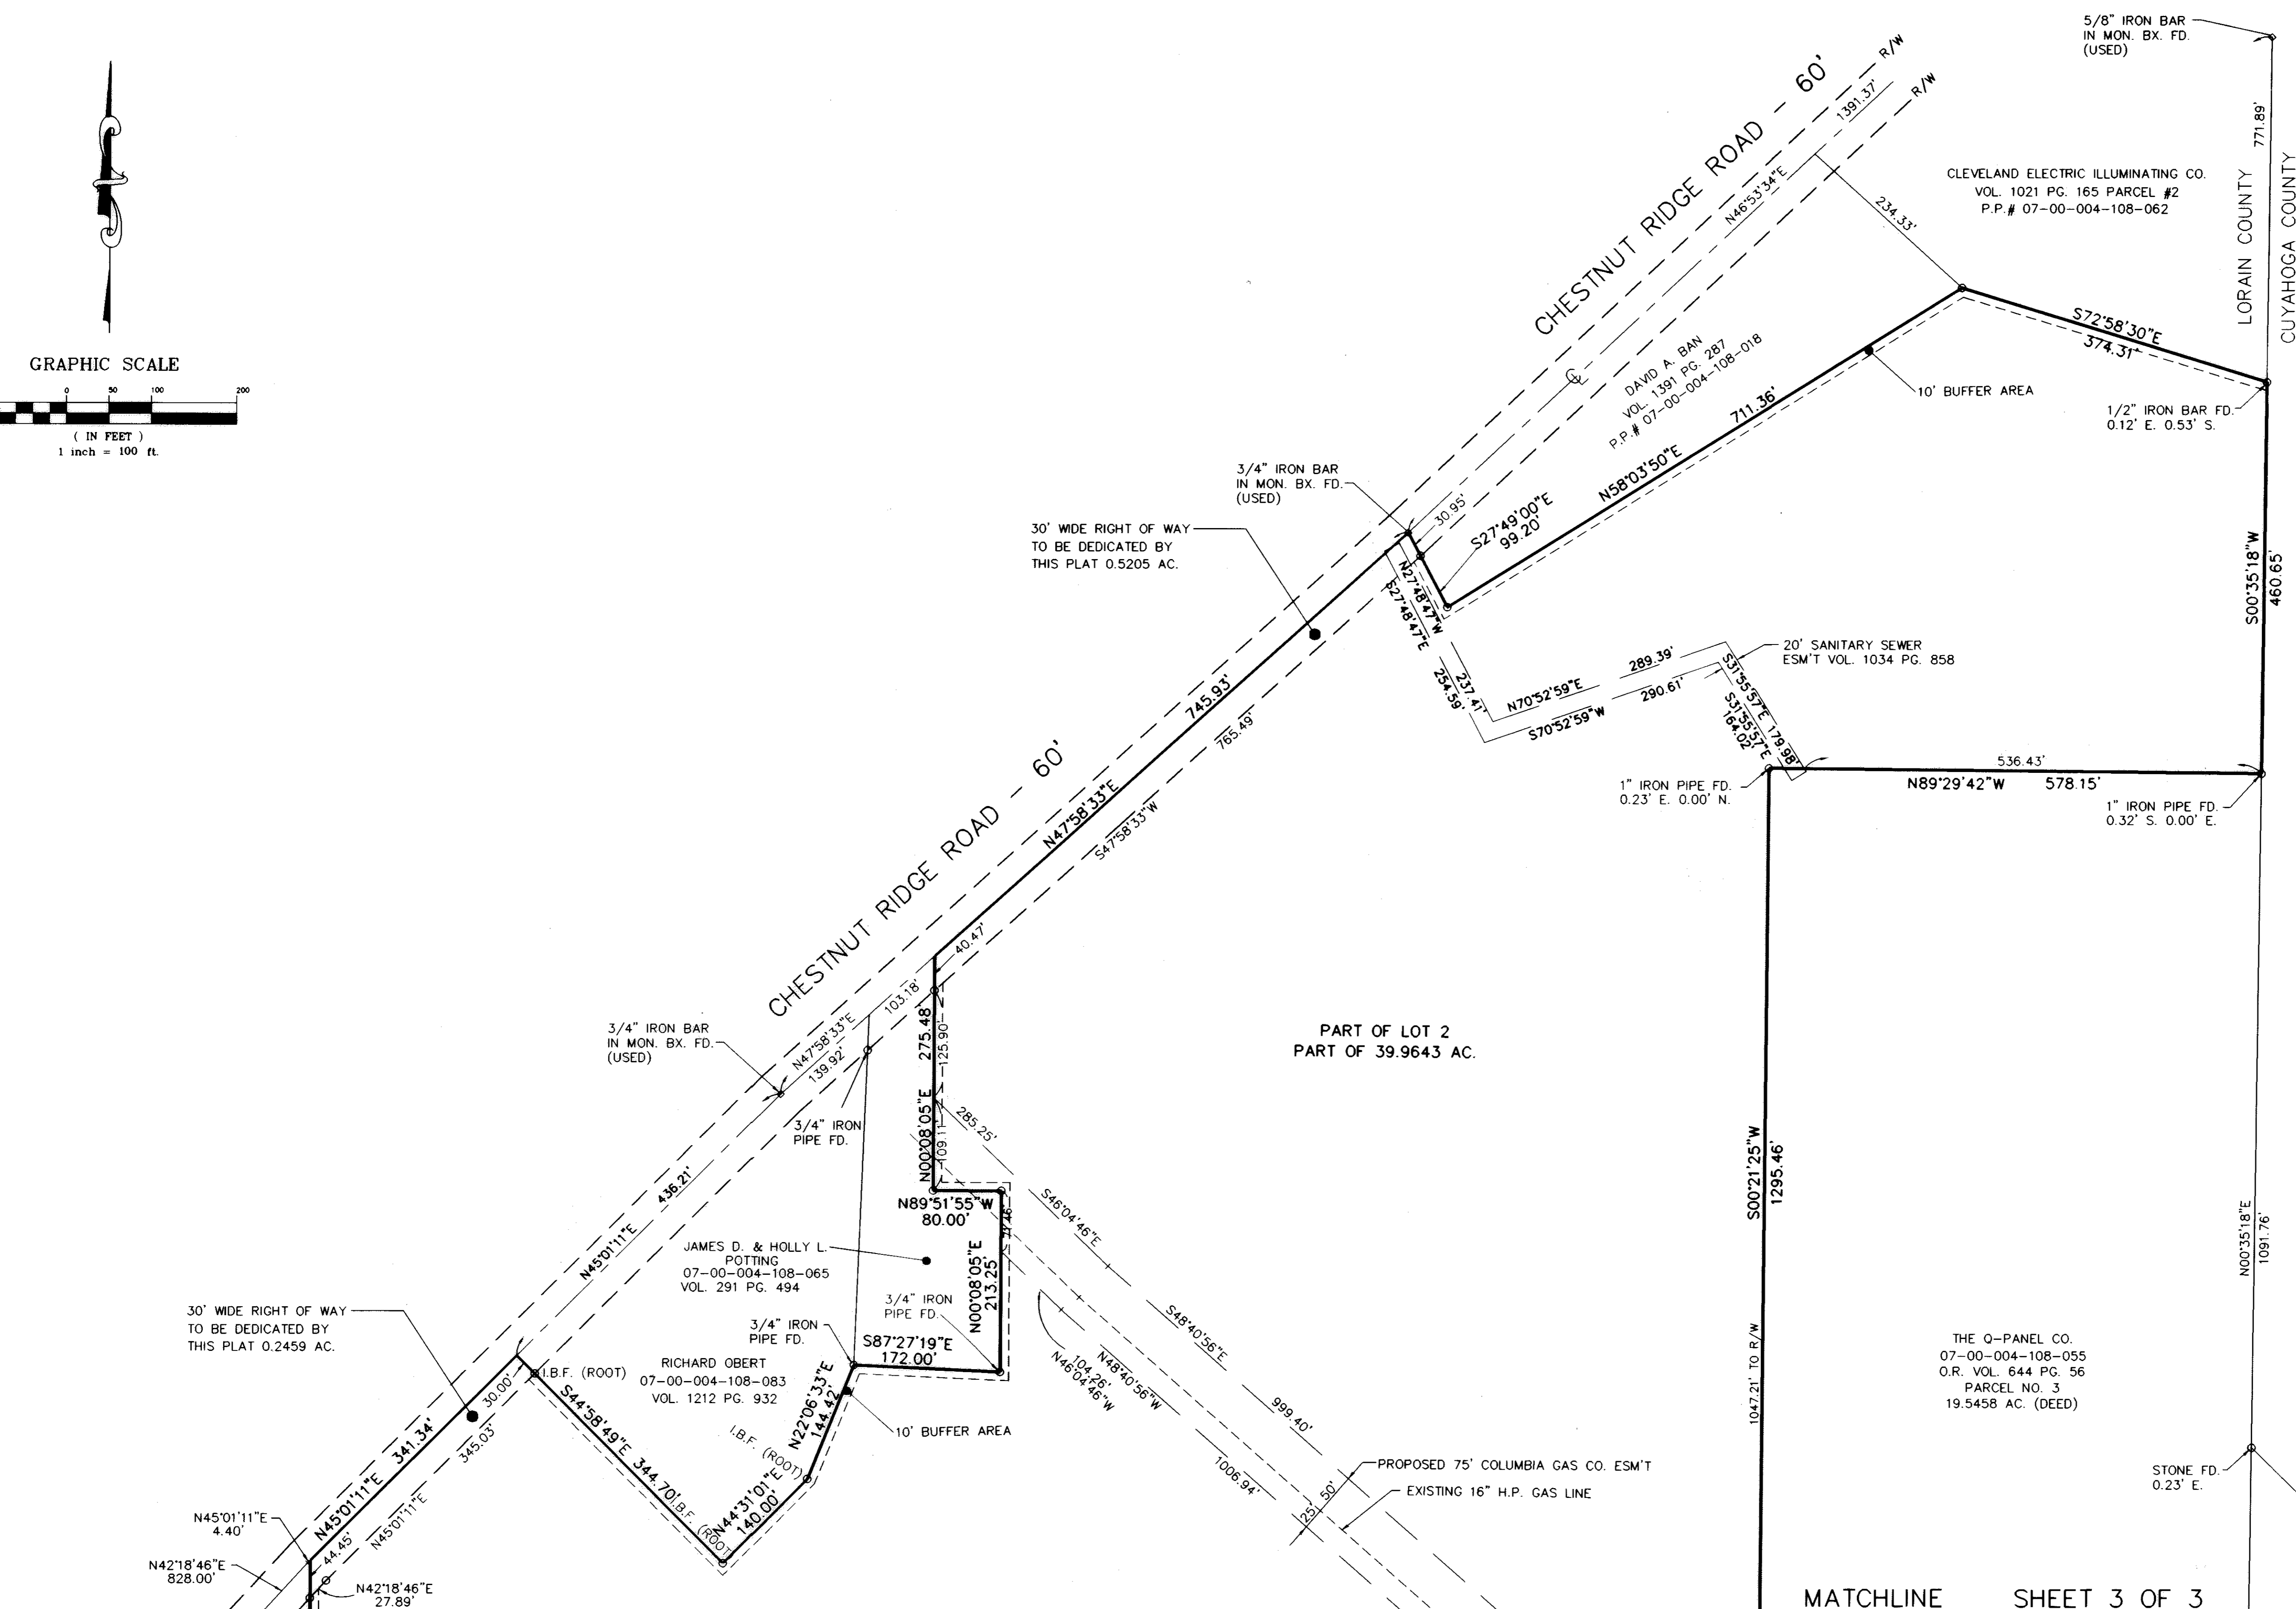 5/8" IRON BAR
IN MON. BX. FD.
(USED)
R/W
R/W
CHESTNUT RIDGE ROAD - 60'
1391.37'
N46°53'34"E
234.33'
771.89'
LORAIN COUNTY
CUYAHOGA COUNTY
CLEVELAND ELECTRIC ILLUMINATING CO.
VOL. 1021 PG. 165 PARCEL #2
P.P.# 07-00-004-108-062
GRAPHIC SCALE
0 50 100 200
( IN FEET )
1 inch = 100 ft.
S72°58'30"E
374.31'
10' BUFFER AREA
1/2" IRON BAR FD.
0.12' E. 0.53' S.
DAVID A. BAN
VOL. 1391 PG. 287
P.P.# 07-00-004-108-018
711.36'
N58°03'50"E
3/4" IRON BAR
IN MON. BX. FD.
(USED)
30.95'
S27°49'00"E
99.20'
30' WIDE RIGHT OF WAY
TO BE DEDICATED BY
THIS PLAT 0.5205 AC.
N27°48'47"W
S27°48'47"E
237.41'
254.59'
S00°35'18"W
460.65'
20' SANITARY SEWER
ESM'T VOL. 1034 PG. 858
289.39'
N70°52'59"E
290.61'
S70°52'59"W
S31°55'57"E 179.98'
S31°55'57"E
164.02'
745.93'
765.49'
N47°58'33"E
S47°58'33"W
536.43'
N89°29'42"W 578.15'
1" IRON PIPE FD.
0.23' E. 0.00' N.
1" IRON PIPE FD.
0.32' S. 0.00' E.
CHESTNUT RIDGE ROAD - 60'
40.47'
103.18'
N47°58'33"E
139.92'
3/4" IRON BAR
IN MON. BX. FD.
(USED)
275.48'
N00°08'05"E
125.90'
109.11'
PART OF LOT 2
PART OF 39.9643 AC.
3/4" IRON
PIPE FD.
285.25'
S46°04'46"E
N89°51'55"W
80.00'
436.21'
N45°01'11"E
JAMES D. & HOLLY L.
POTTING
07-00-004-108-065
VOL. 291 PG. 494
N00°08'05"E
213.25'
S00°21'25"W
1295.46'
N00°35'18"E
1091.76'
3/4" IRON
PIPE FD.
3/4" IRON
PIPE FD.
S87°27'19"E
172.00'
30' WIDE RIGHT OF WAY
TO BE DEDICATED BY
THIS PLAT 0.2459 AC.
I.B.F. (ROOT)
RICHARD OBERT
07-00-004-108-083
VOL. 1212 PG. 932
30.00'
S44°58'49"E 344.70'
N22°06'33"E
144.42'
I.B.F. (ROOT)
10' BUFFER AREA
N44°31'01"E
140.00'
I.B.F. (ROOT)
S48°40'56"E
N48°40'56"W
104.26'
N46°04'46"W
999.40'
1006.94'
1047.21' TO R/W
THE Q-PANEL CO.
07-00-004-108-055
O.R. VOL. 644 PG. 56
PARCEL NO. 3
19.5458 AC. (DEED)
PROPOSED 75' COLUMBIA GAS CO. ESM'T
EXISTING 16" H.P. GAS LINE
25' 50'
STONE FD.
0.23' E.
N45°01'11"E 341.34'
345.03'
N45°01'11"E
N45°01'11"E
4.40'
44.45'
N42°18'46"E
828.00'
N42°18'46"E
27.89'
MATCHLINE SHEET 3 OF 3